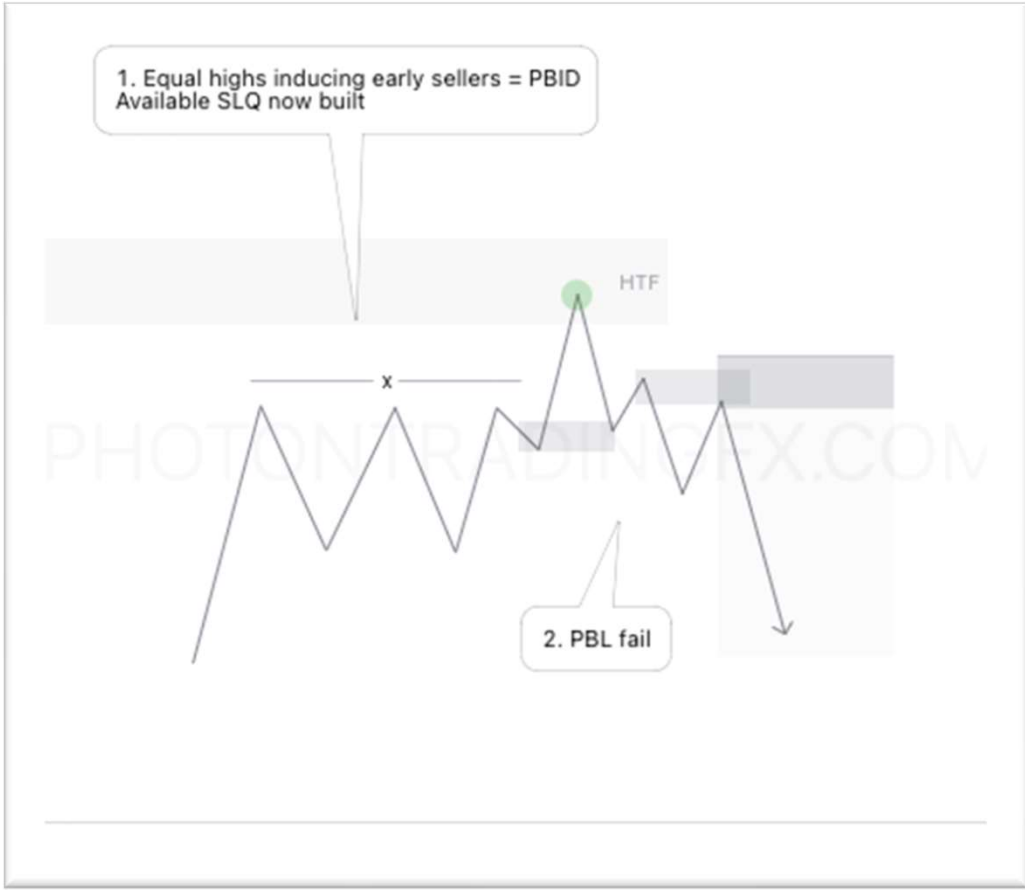 1. Equal highs inducing early sellers = PBID
Available SLQ now built
HTF
x
PHOTONTRADINGFX.COM
2. PBL fail